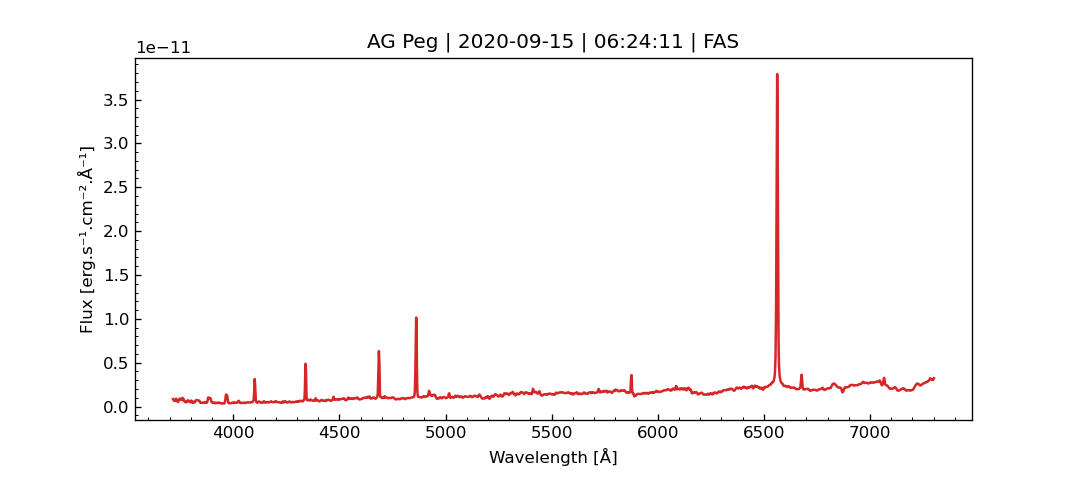 AG Peg | 2020-09-15 | 06:24:11 | FAS
1e−11
3.5
3.0
2.5
2.0
1.5
1.0
0.5
0.0
Flux [erg.s⁻¹.cm⁻².Å⁻¹]
4000 4500 5000 5500 6000 6500 7000
Wavelength [Å]